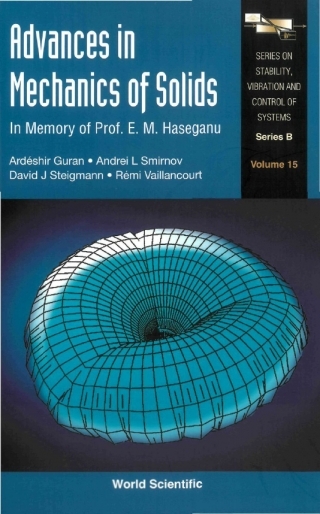 Advances in
Mechanics of Solids
In Memory of Prof. E. M. Haseganu
Ardéshir Guran • Andrei L Smirnov
David J Steigmann • Rémi Vaillancourt
SERIES ON
STABILITY,
VIBRATION AND
CONTROL OF
SYSTEMS
Series B
Volume 15
World Scientific